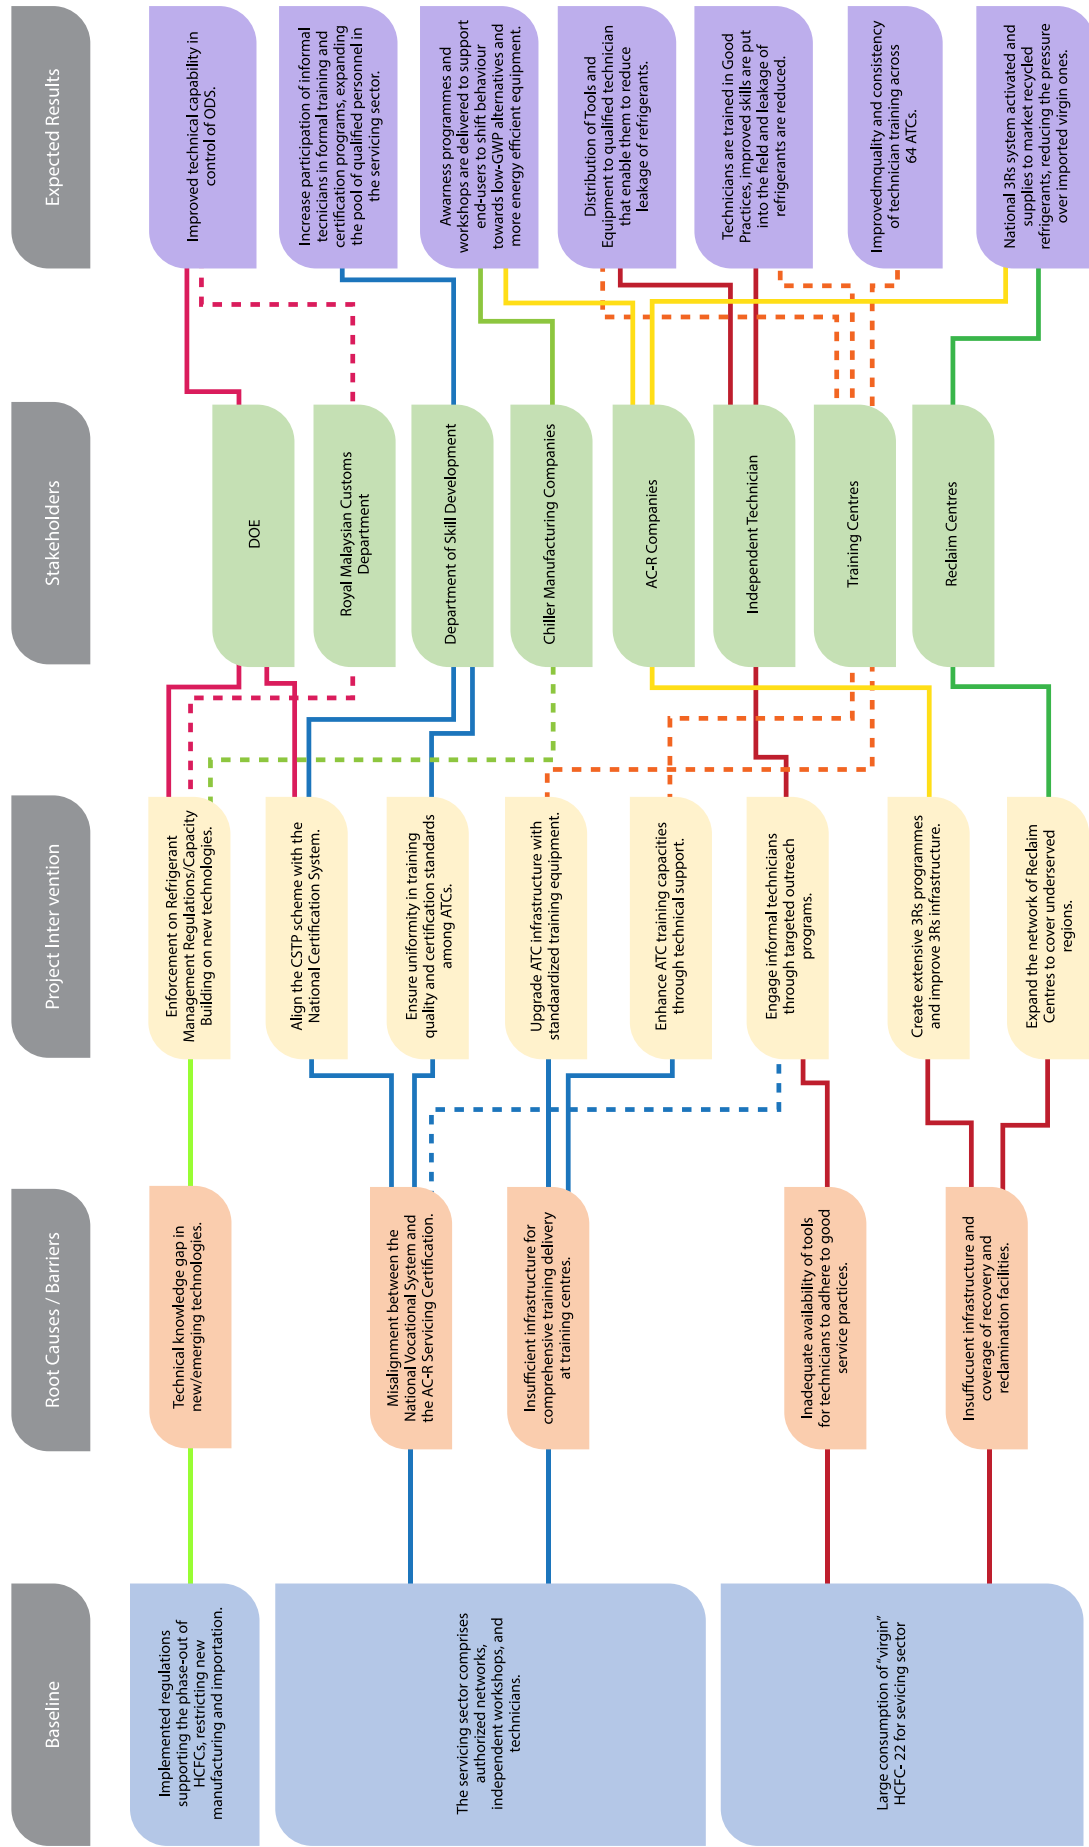 Baseline
Root Causes / Barriers
Project Inter vention
Stakeholders
Expected Results
Implemented regulations
supporting the phase-out of
HCFCs, restricting new
manufacturing and importation.
The servicing sector comprises
authorized networks,
independent workshops, and
technicians.
Large consumption of “virgin”
HCFC- 22 for sevicing sector
Technical knowledge gap in
new/emerging technologies.
Misalignment between the
National Vocational System and
the AC-R Servicing Certification.
Insufficient infrastructure for
comprehensive training delivery
at training centres.
Inadequate availability of tools
for technicians to adhere to good
service practices.
Insuffucuent infrastructure and
coverage of recovery and
reclamination facilities.
Enforcement on Refrigerant
Management Regulations/Capacity
Building on new technologies.
Align the CSTP scheme with the
National Certification System.
Ensure uniformity in training
quality and certification standards
among ATCs.
Upgrade ATC infrastructure with
standaardized training equipment.
Enhance ATC training capacities
through technical support.
Engage informal technicians
through targeted outreach
programs.
Create extensive 3Rs programmes
and improve 3Rs infrastructure.
Expand the network of Reclaim
Centres to cover underserved
regions.
DOE
Royal Malaysian Customs
Department
Department of Skill Development
Chiller Manufacturing Companies
AC-R Companies
Independent Technician
Training Centres
Reclaim Centres
Improved technical capability in
control of ODS.
Increase participation of informal
tecnicians in formal training and
certification programs, expanding
the pool of qualified personnel in
the servicing sector.
Awarness programmes and
workshops are delivered to support
end-users to shift behaviour
towards low-GWP alternatives and
more energy efficient equipment.
Distribution of Tools and
Equipment to qualified technician
that enable them to reduce
leakage of refrigerants.
Technicians are trained in Good
Practices, improved skills are put
into the field and leakage of
refrigerants are reduced.
Improvedmquality and consistency
of technician training across
64 ATCs.
National 3Rs system activated and
supplies to market recycled
refrigerants, reducing the pressure
over imported virgin ones.